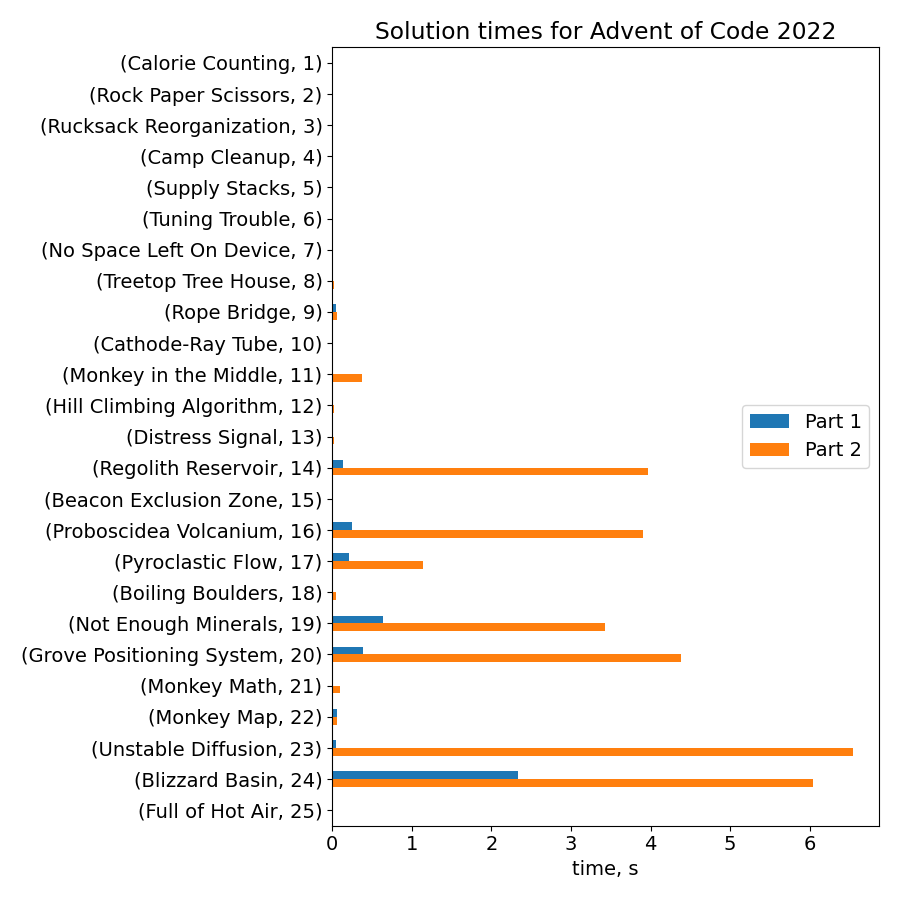 Solution times for Advent of Code 2022
(Calorie Counting, 1)
(Rock Paper Scissors, 2)
(Rucksack Reorganization, 3)
(Camp Cleanup, 4)
(Supply Stacks, 5)
(Tuning Trouble, 6)
(No Space Left On Device, 7)
(Treetop Tree House, 8)
(Rope Bridge, 9)
(Cathode-Ray Tube, 10)
(Monkey in the Middle, 11)
(Hill Climbing Algorithm, 12)
(Distress Signal, 13)
(Regolith Reservoir, 14)
(Beacon Exclusion Zone, 15)
(Proboscidea Volcanium, 16)
(Pyroclastic Flow, 17)
(Boiling Boulders, 18)
(Not Enough Minerals, 19)
(Grove Positioning System, 20)
(Monkey Math, 21)
(Monkey Map, 22)
(Unstable Diffusion, 23)
(Blizzard Basin, 24)
(Full of Hot Air, 25)
Part 1
Part 2
0 1 2 3 4 5 6
time, s